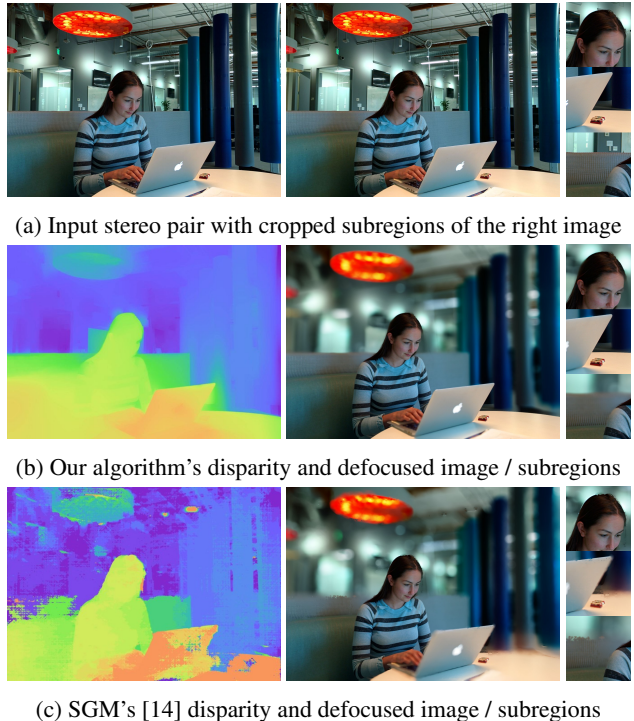 (a) Input stereo pair with cropped subregions of the right image
(b) Our algorithm's disparity and defocused image / subregions
(c) SGM's [14] disparity and defocused image / subregions